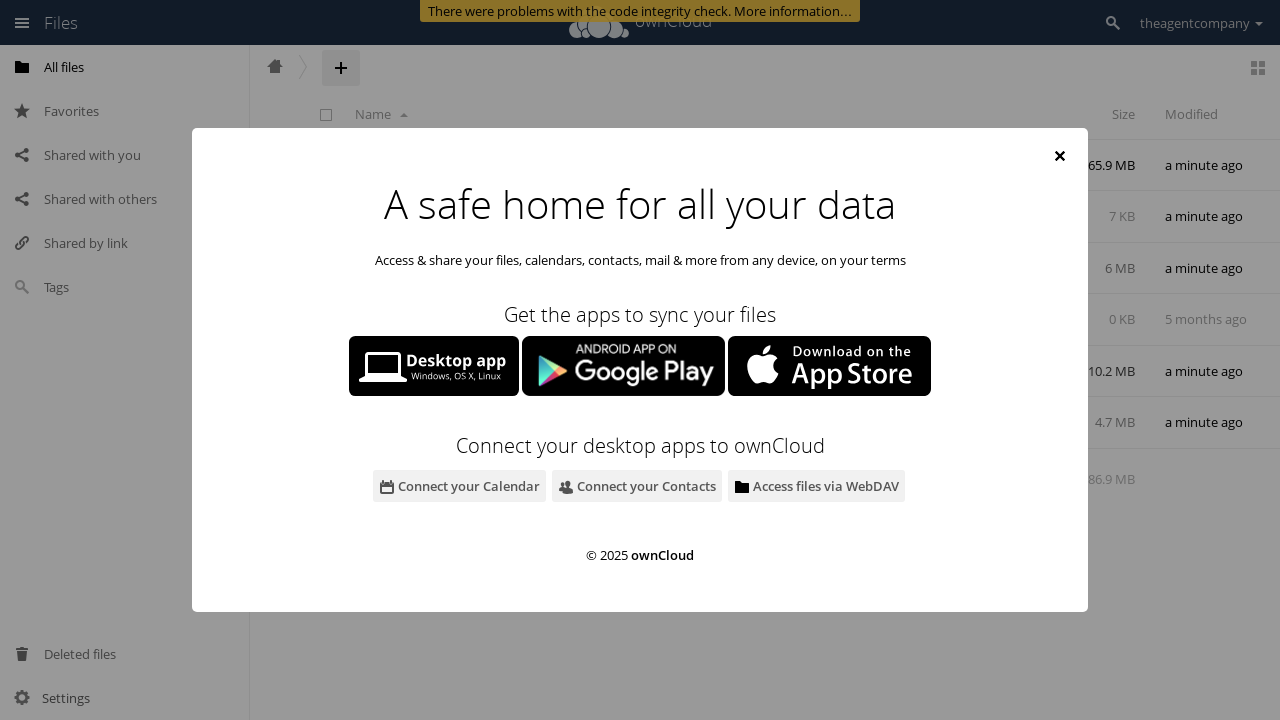 There were problems with the code integrity check. More information…
Files
ownCloud
theagentcompany
All files
Favorites
Shared with you
Shared with others
Shared by link
Tags
Deleted files
Settings
Name
Size
Modified
65.9 MB
a minute ago
7 KB
a minute ago
6 MB
a minute ago
0 KB
5 months ago
10.2 MB
a minute ago
4.7 MB
a minute ago
86.9 MB
A safe home for all your data
Access & share your files, calendars, contacts, mail & more from any device, on your terms
Get the apps to sync your files
Desktop app
Windows, OS X, Linux
ANDROID APP ON
Google Play
Download on the
App Store
Connect your desktop apps to ownCloud
Connect your Calendar
Connect your Contacts
Access files via WebDAV
© 2025 ownCloud